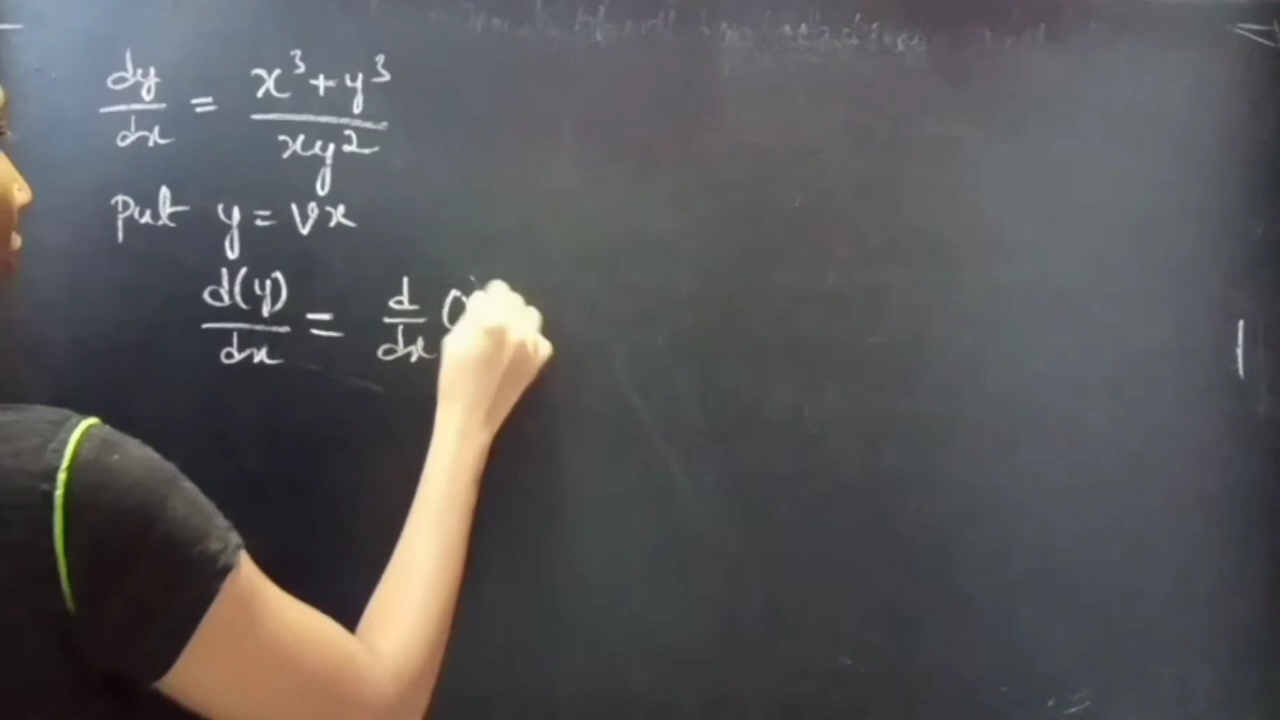 dy/dx = x³+y³/xy²
Put y = vx
d(y)/dx = d/dx (